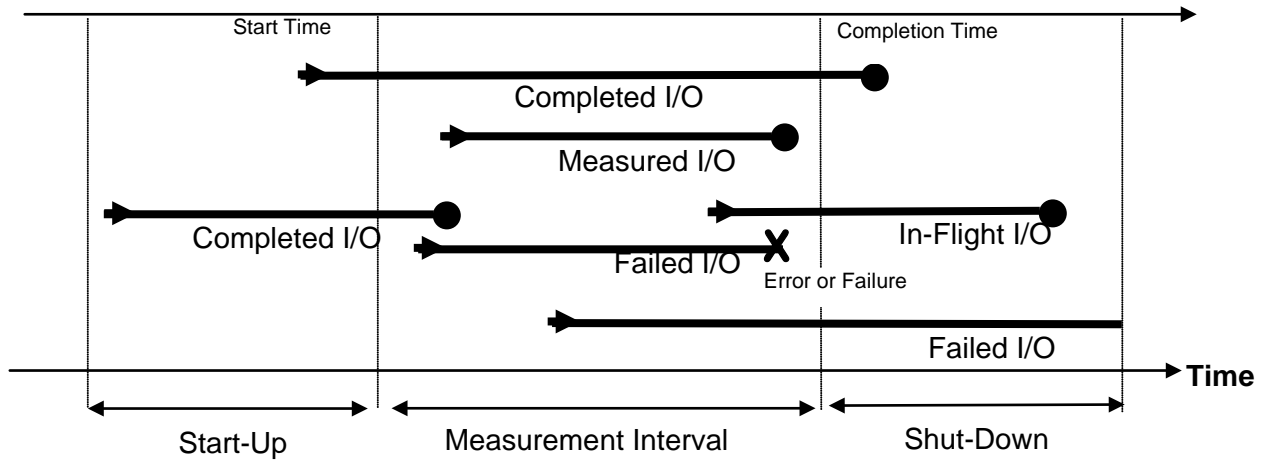 Start Time
Completion Time
Completed I/O
Measured I/O
Completed I/O
In-Flight I/O
Failed I/O
Error or Failure
Failed I/O
Time
Start-Up
Measurement Interval
Shut-Down